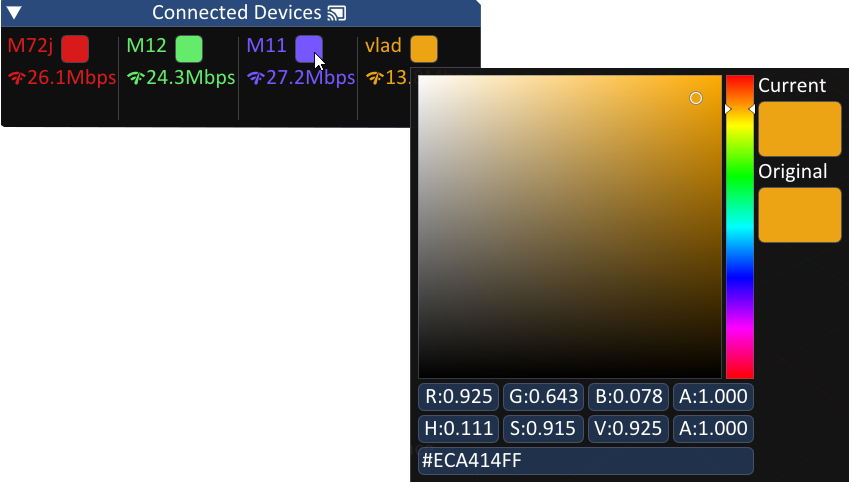 Connected Devices
M72j M12 M11 vlad
26.1Mbps 24.3Mbps 27.2Mbps 13.
Current
Original
R:0.925 G:0.643 B:0.078 A:1.000
H:0.111 S:0.915 V:0.925 A:1.000
#ECA414FF